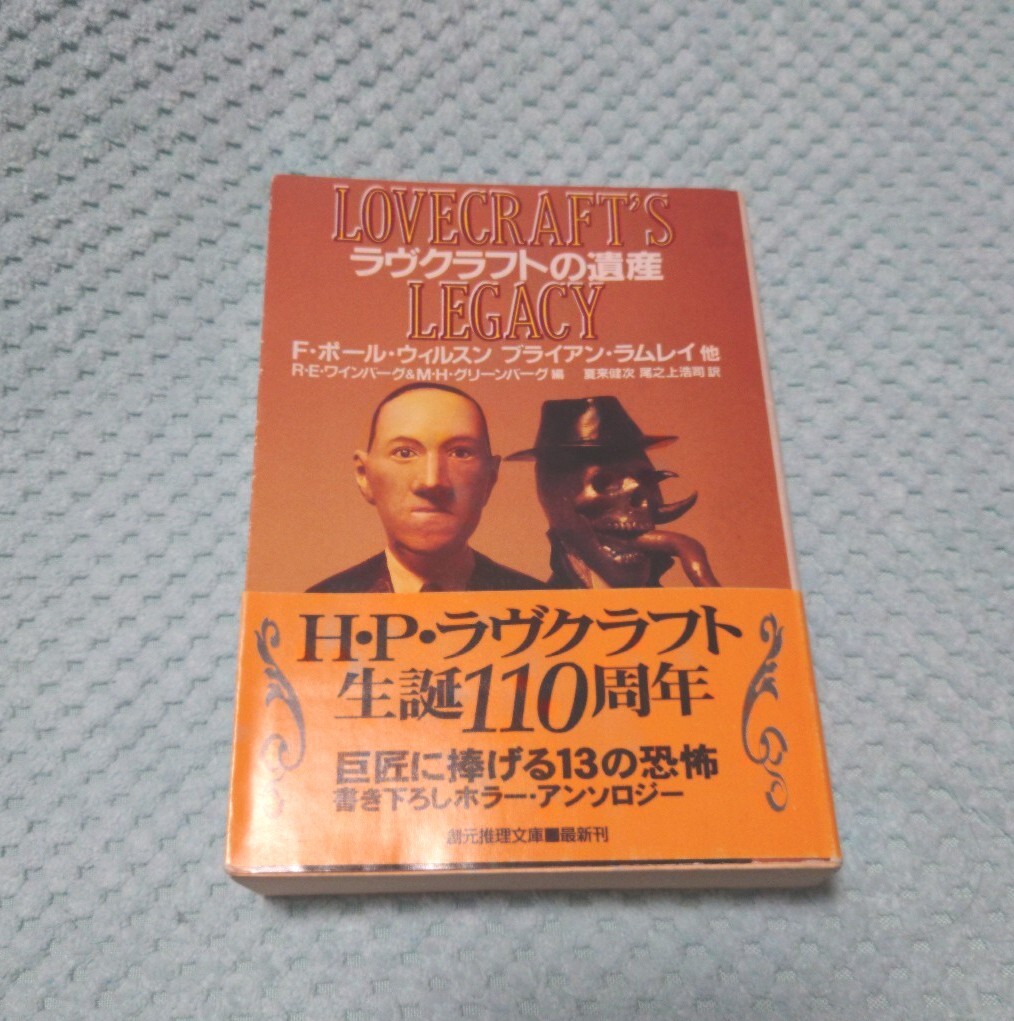 LOVECRAFT'S
ラヴクラフトの遺産
LEGACY
F・ポール・ウィルスン ブライアン・ラムレイ 他
R・E・ワインバーグ&M・H・グリーンバーグ編 夏来健次 尾之上浩司 訳
H・P・ラヴクラフト
生誕110周年
巨匠に捧げる13の恐怖
書き下ろしホラー・アンソロジー
創元推理文庫■最新刊